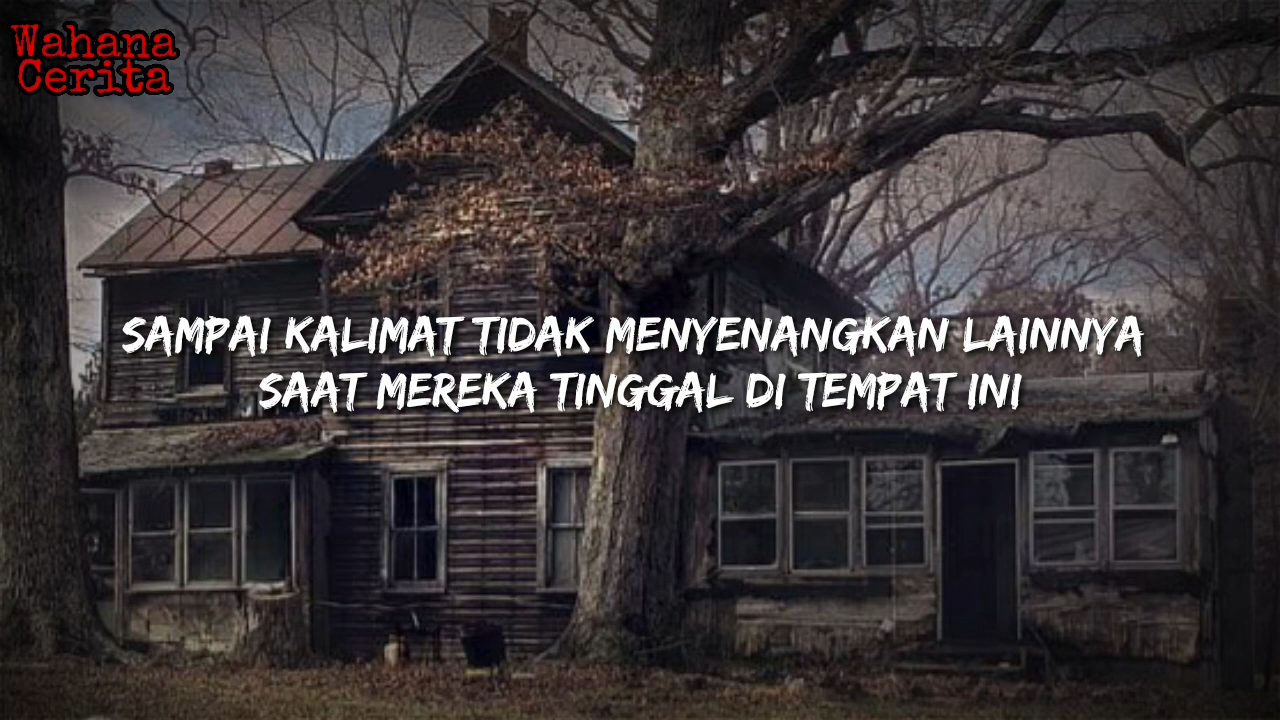 Wahana
Cerita
SAMPAI KALIMAT TIDAK MENYENANGKAN LAINNYA
SAAT MEREKA TINGGAL DI TEMPAT INI